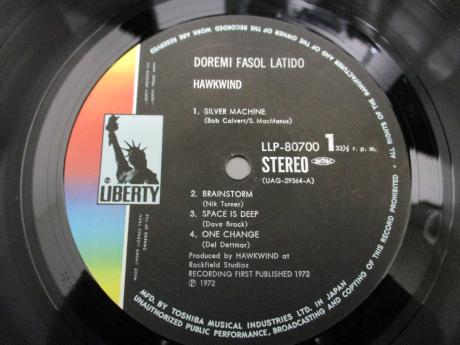 DOREMI FASOL LATIDO
HAWKWIND
1. SILVER MACHINE
(Bob Calvert/S. MacManus)
LLP-80700 1 33⅓ r. p. m.
STEREO
(UAG-29364-A)
LIBERTY
2. BRAINSTORM
(Nik Turner)
3. SPACE IS DEEP
(Dave Brock)
4. ONE CHANGE
(Del Dettmar)
Produced by HAWKWIND at
Rockfield Studios
RECORDING FIRST PUBLISHED 1972
Ⓟ 1972
ALL RIGHTS OF THE MANUFACTURER AND OF THE OWNER OF THE RECORDED WORK ARE RESERVED
MFD. BY TOSHIBA MUSICAL INDUSTRIES LTD. IN JAPAN
UNAUTHORIZED PUBLIC PERFORMANCE, BROADCASTING AND COPYING OF THIS RECORD PROHIBITED